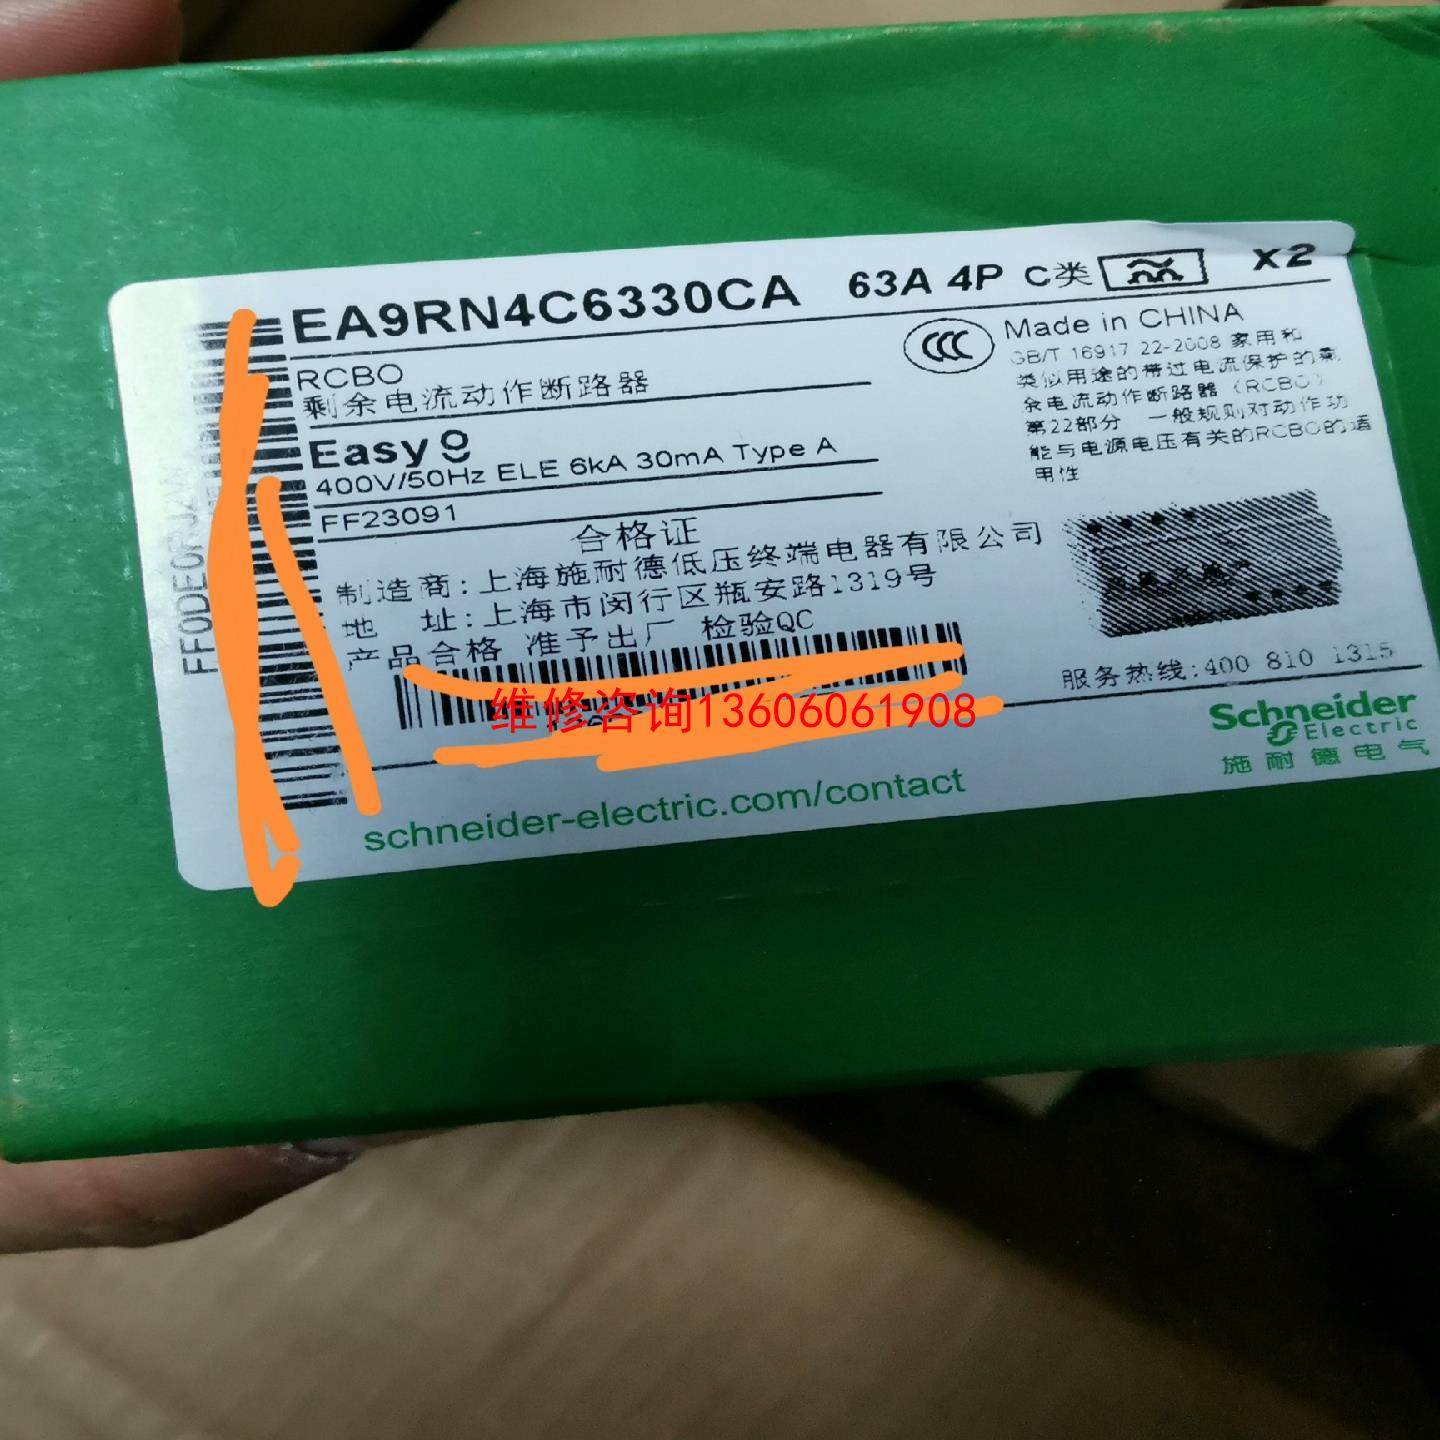 EA9RN4C6330CA 63A 4P C类 X2
RCBO
剩余电流动作断路器
Easy 9
400V/50Hz ELE 6kA 30mA Type A
FF23091
CCC
Made in CHINA
GB/T 16917 22-2008 家用和
类似用途的带过电流保护的剩
余电流动作断路器（RCBO）
第22部分 一般规则对动作功
能与电源电压有关的RCBO的适
用性
合格证
制造商:上海施耐德低压终端电器有限公司
地 址:上海市闵行区瓶安路1319号
产品合格 准予出厂 检验QC
维修咨询13606061908
服务热线:400 810 1315
Schneider
Electric
施耐德电气
schneider-electric.com/contact